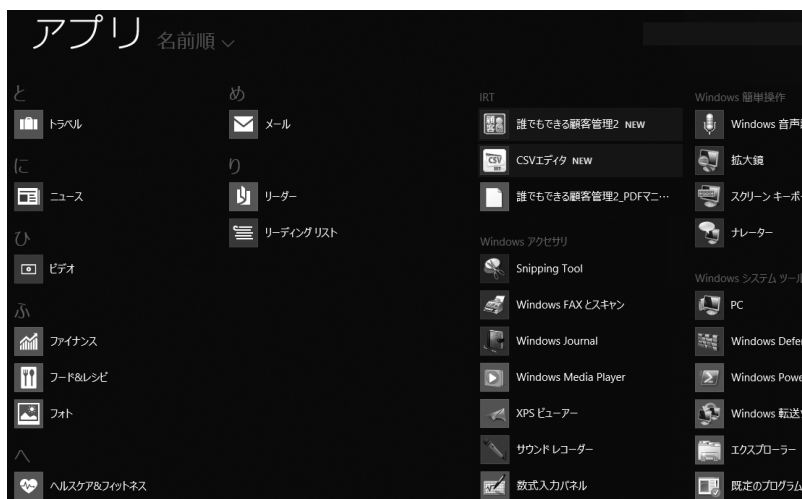 アプリ 名前順
と
トラベル
に
ニュース
ひ
ビデオ
ふ
ファイナンス
フード&レシピ
フォト
へ
ヘルスケア&フィットネス
め
メール
り
リーダー
リーディング リスト
IRT
誰でもできる顧客管理2 NEW
CSVエディタ NEW
誰でもできる顧客管理2_PDFマニ…
Windows アクセサリ
Snipping Tool
Windows FAX とスキャン
Windows Journal
Windows Media Player
XPS ビューアー
サウンド レコーダー
数式入力パネル
Windows 簡単操作
Windows 音声
拡大鏡
スクリーン キーボ
ナレーター
Windows システム ツール
PC
Windows Defe
Windows Powe
Windows 転送
エクスプローラー
既定のプログラム